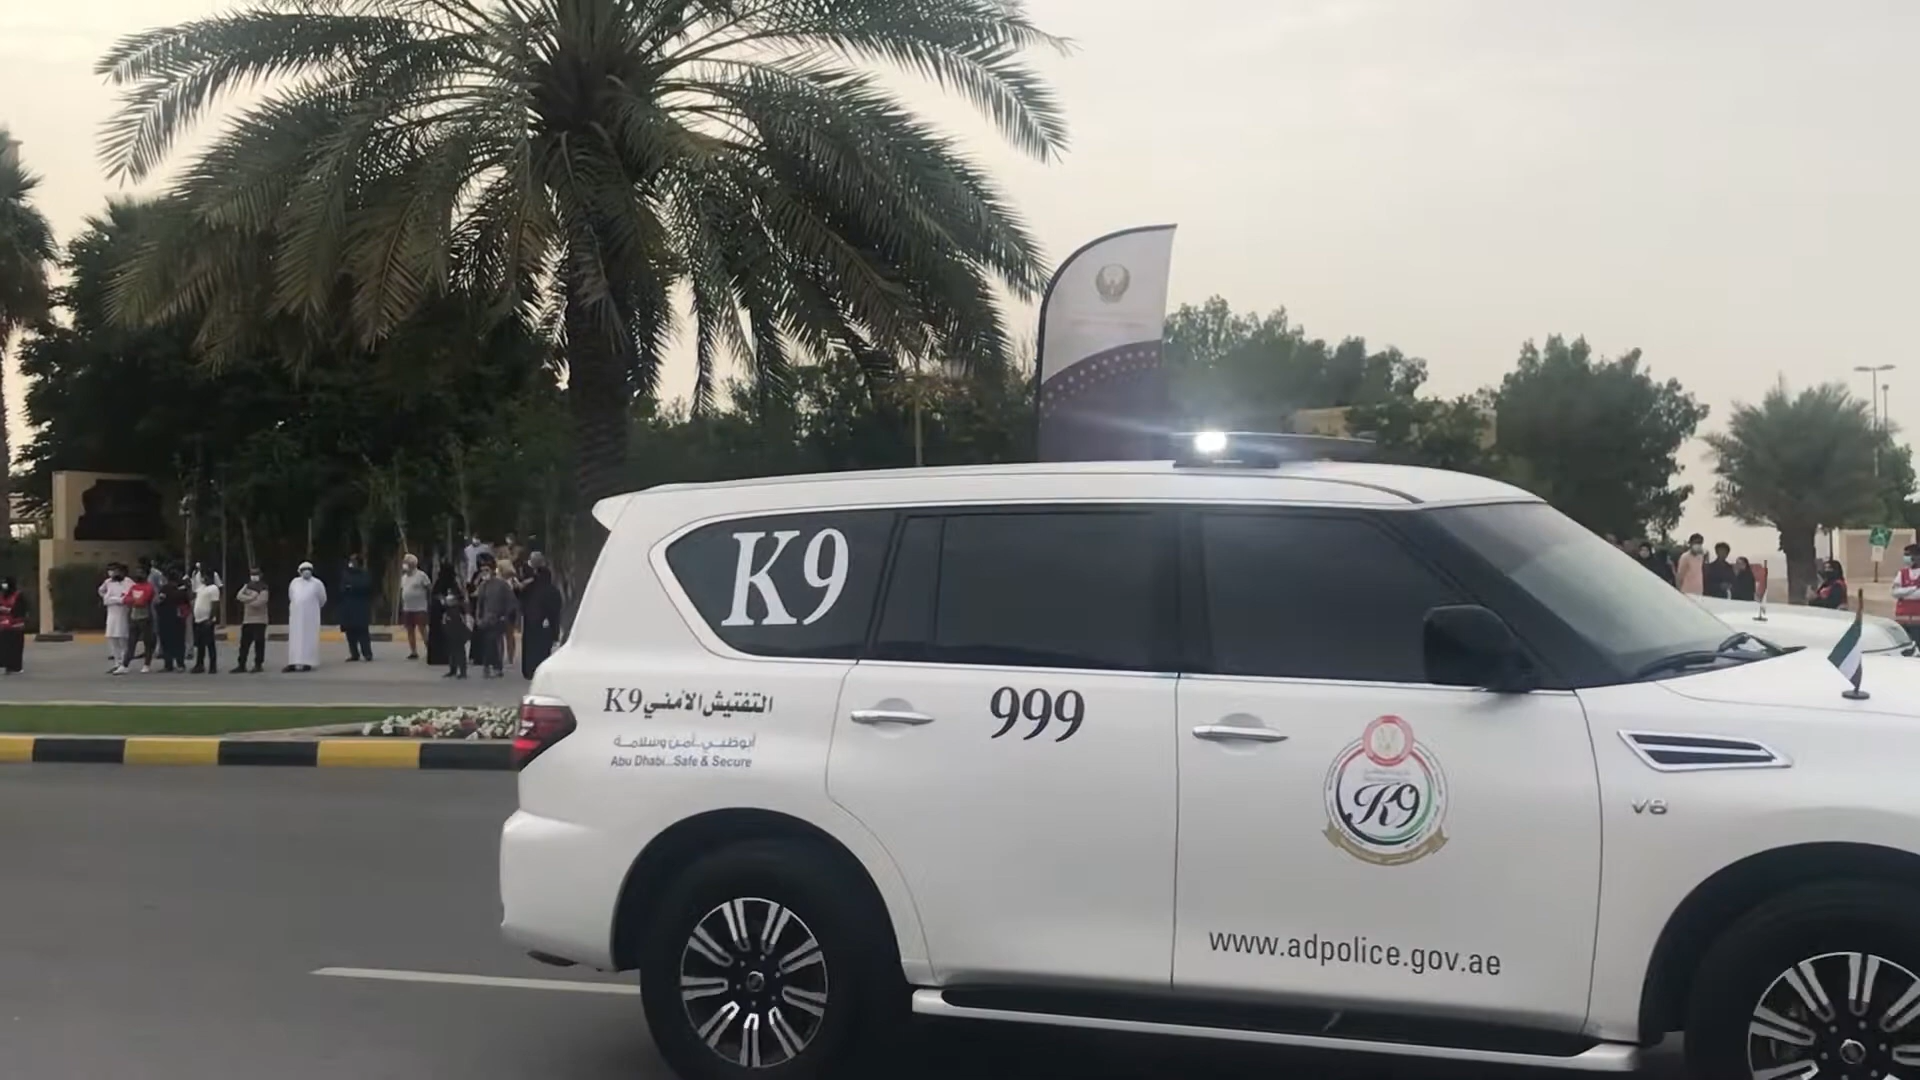 K9
التفتيش الأمني K9
أبوظبي..أمن وسلامة
Abu Dhabi...Safe & Secure
999
K9
V8
www.adpolice.gov.ae